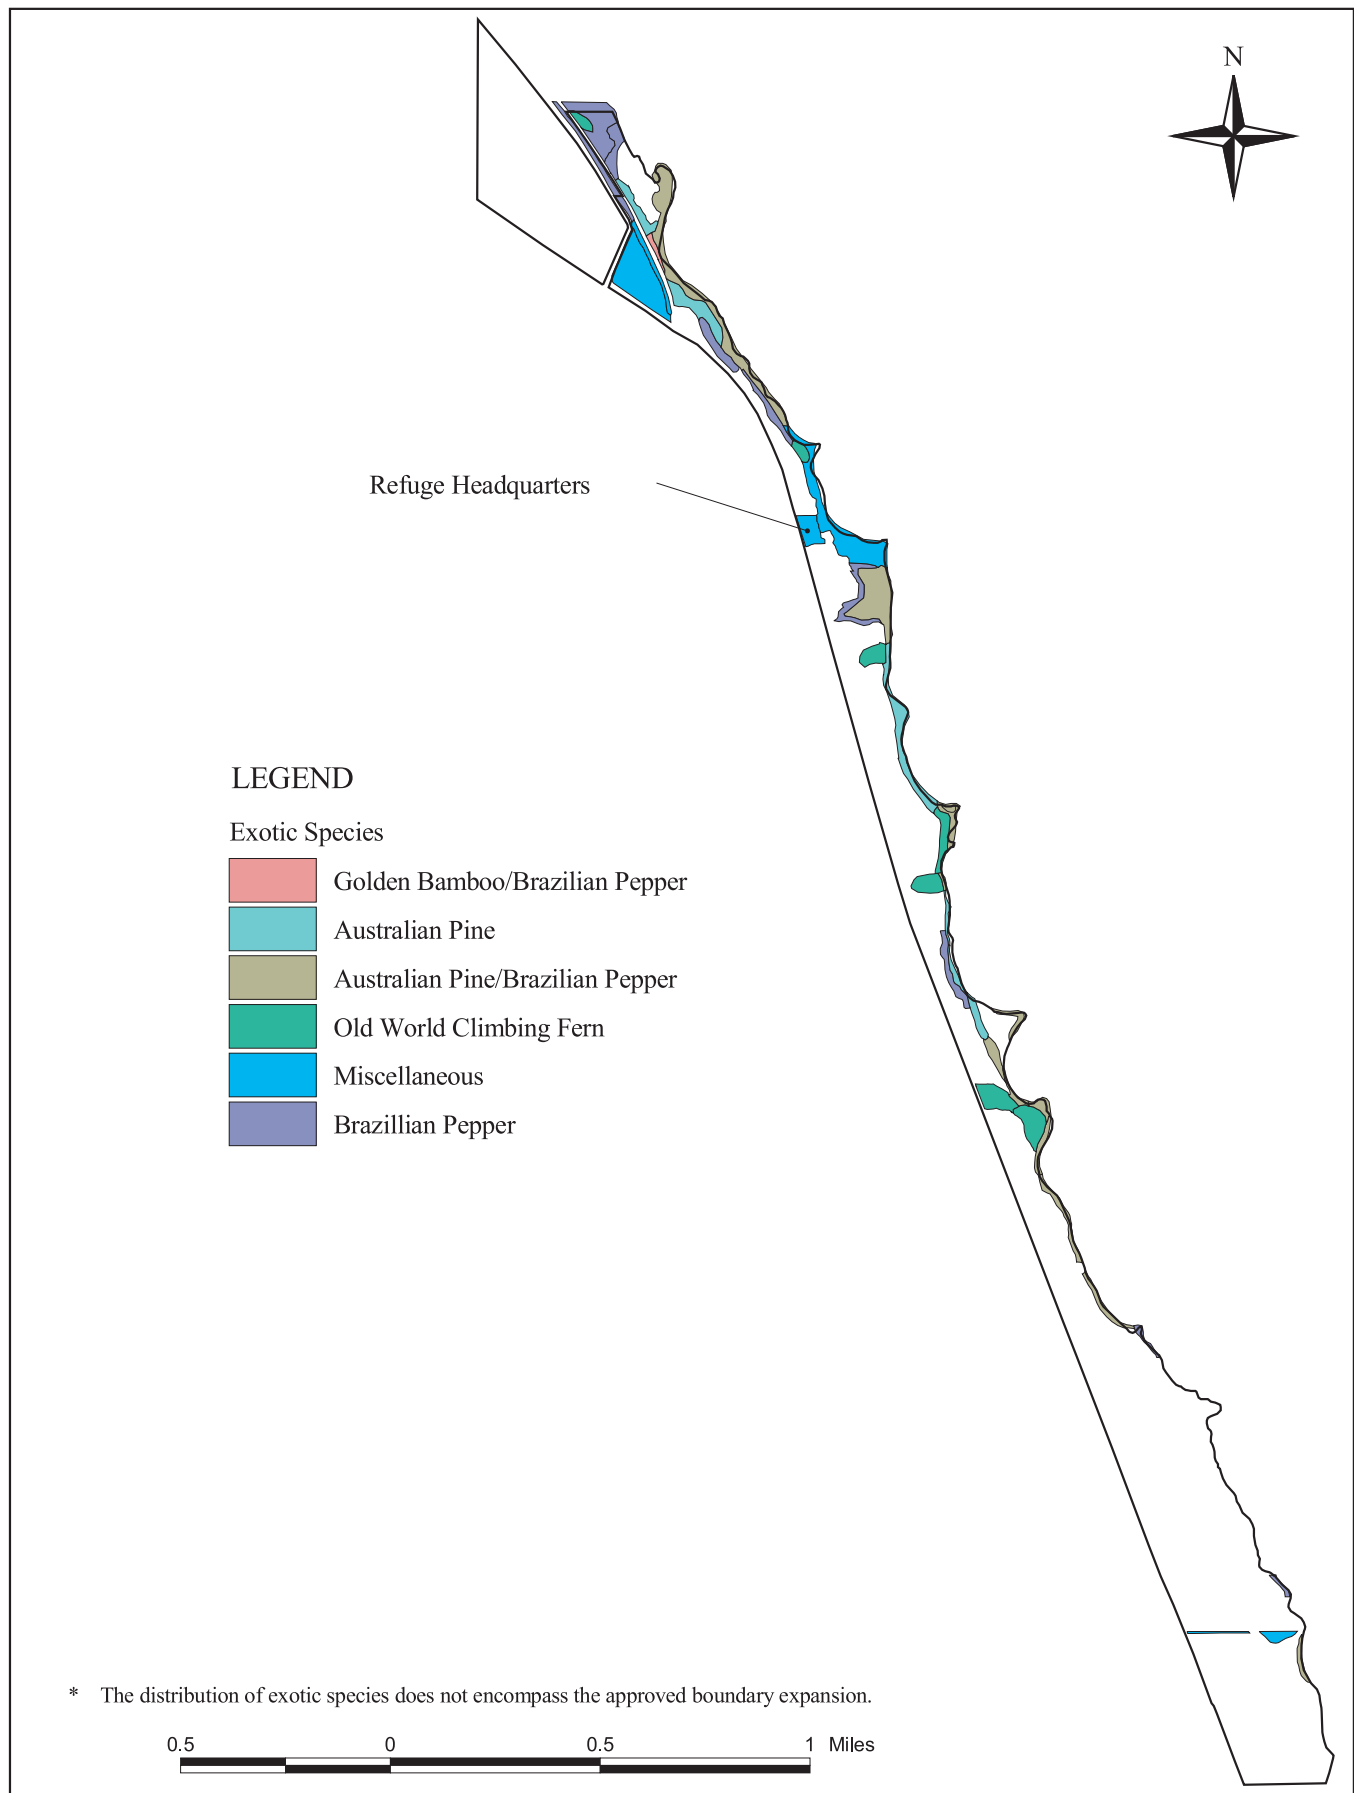 N
Refuge Headquarters
LEGEND
Exotic Species
Golden Bamboo/Brazilian Pepper
Australian Pine
Australian Pine/Brazilian Pepper
Old World Climbing Fern
Miscellaneous
Brazillian Pepper
* The distribution of exotic species does not encompass the approved boundary expansion.
0.5 0 0.5 1 Miles